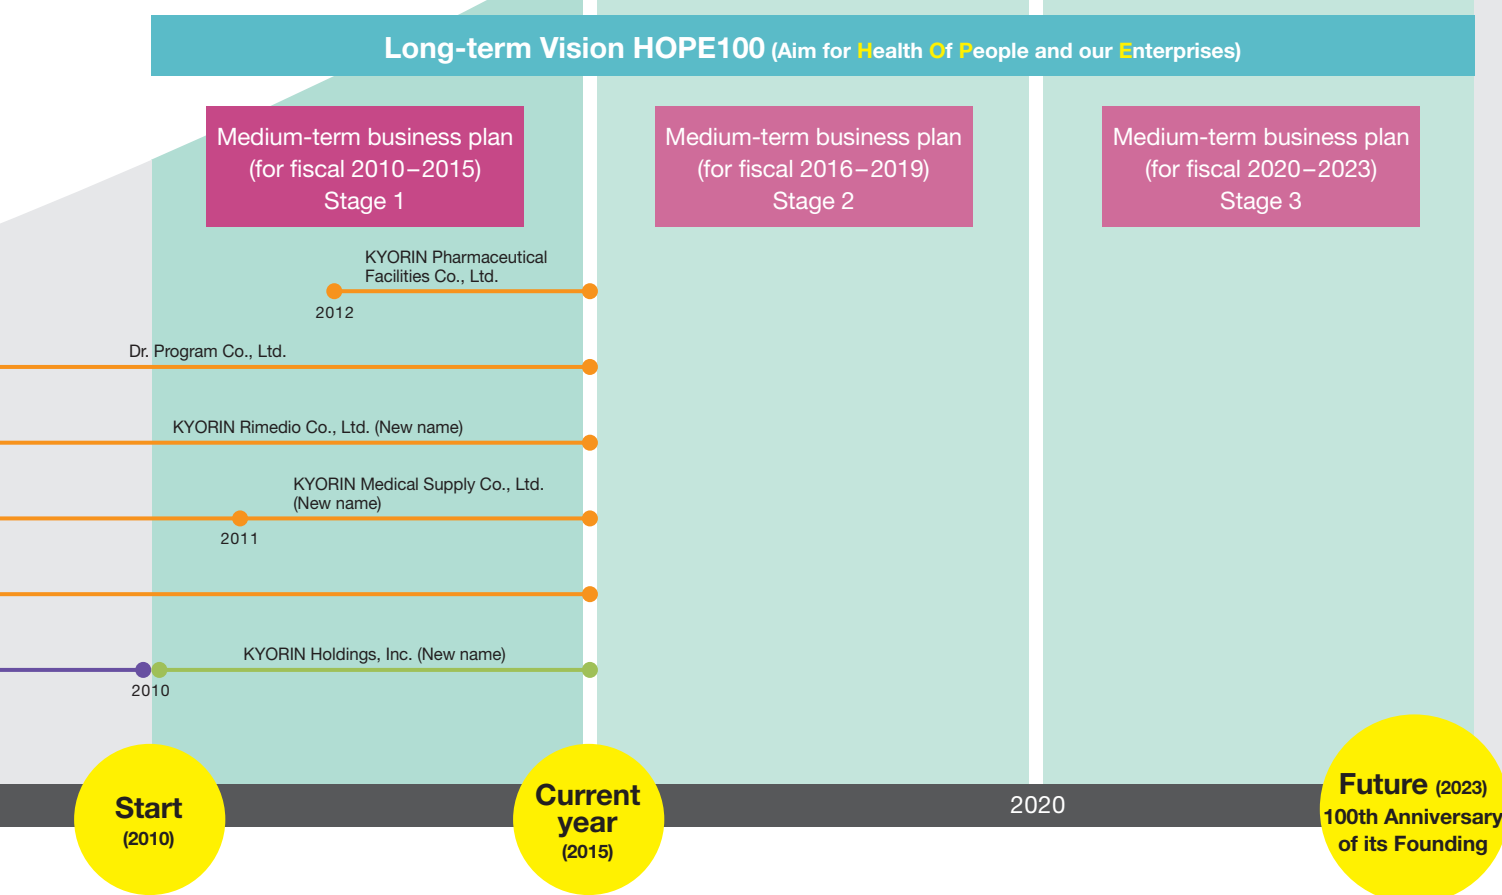 Long-term Vision HOPE100 (Aim for Health Of People and our Enterprises)
Medium-term business plan
(for fiscal 2010–2015)
Stage 1
Medium-term business plan
(for fiscal 2016–2019)
Stage 2
Medium-term business plan
(for fiscal 2020–2023)
Stage 3
KYORIN Pharmaceutical
Facilities Co., Ltd.
2012
Dr. Program Co., Ltd.
KYORIN Rimedio Co., Ltd. (New name)
KYORIN Medical Supply Co., Ltd.
(New name)
2011
KYORIN Holdings, Inc. (New name)
2010
Start
(2010)
Current
year
(2015)
2020
Future (2023)
100th Anniversary
of its Founding